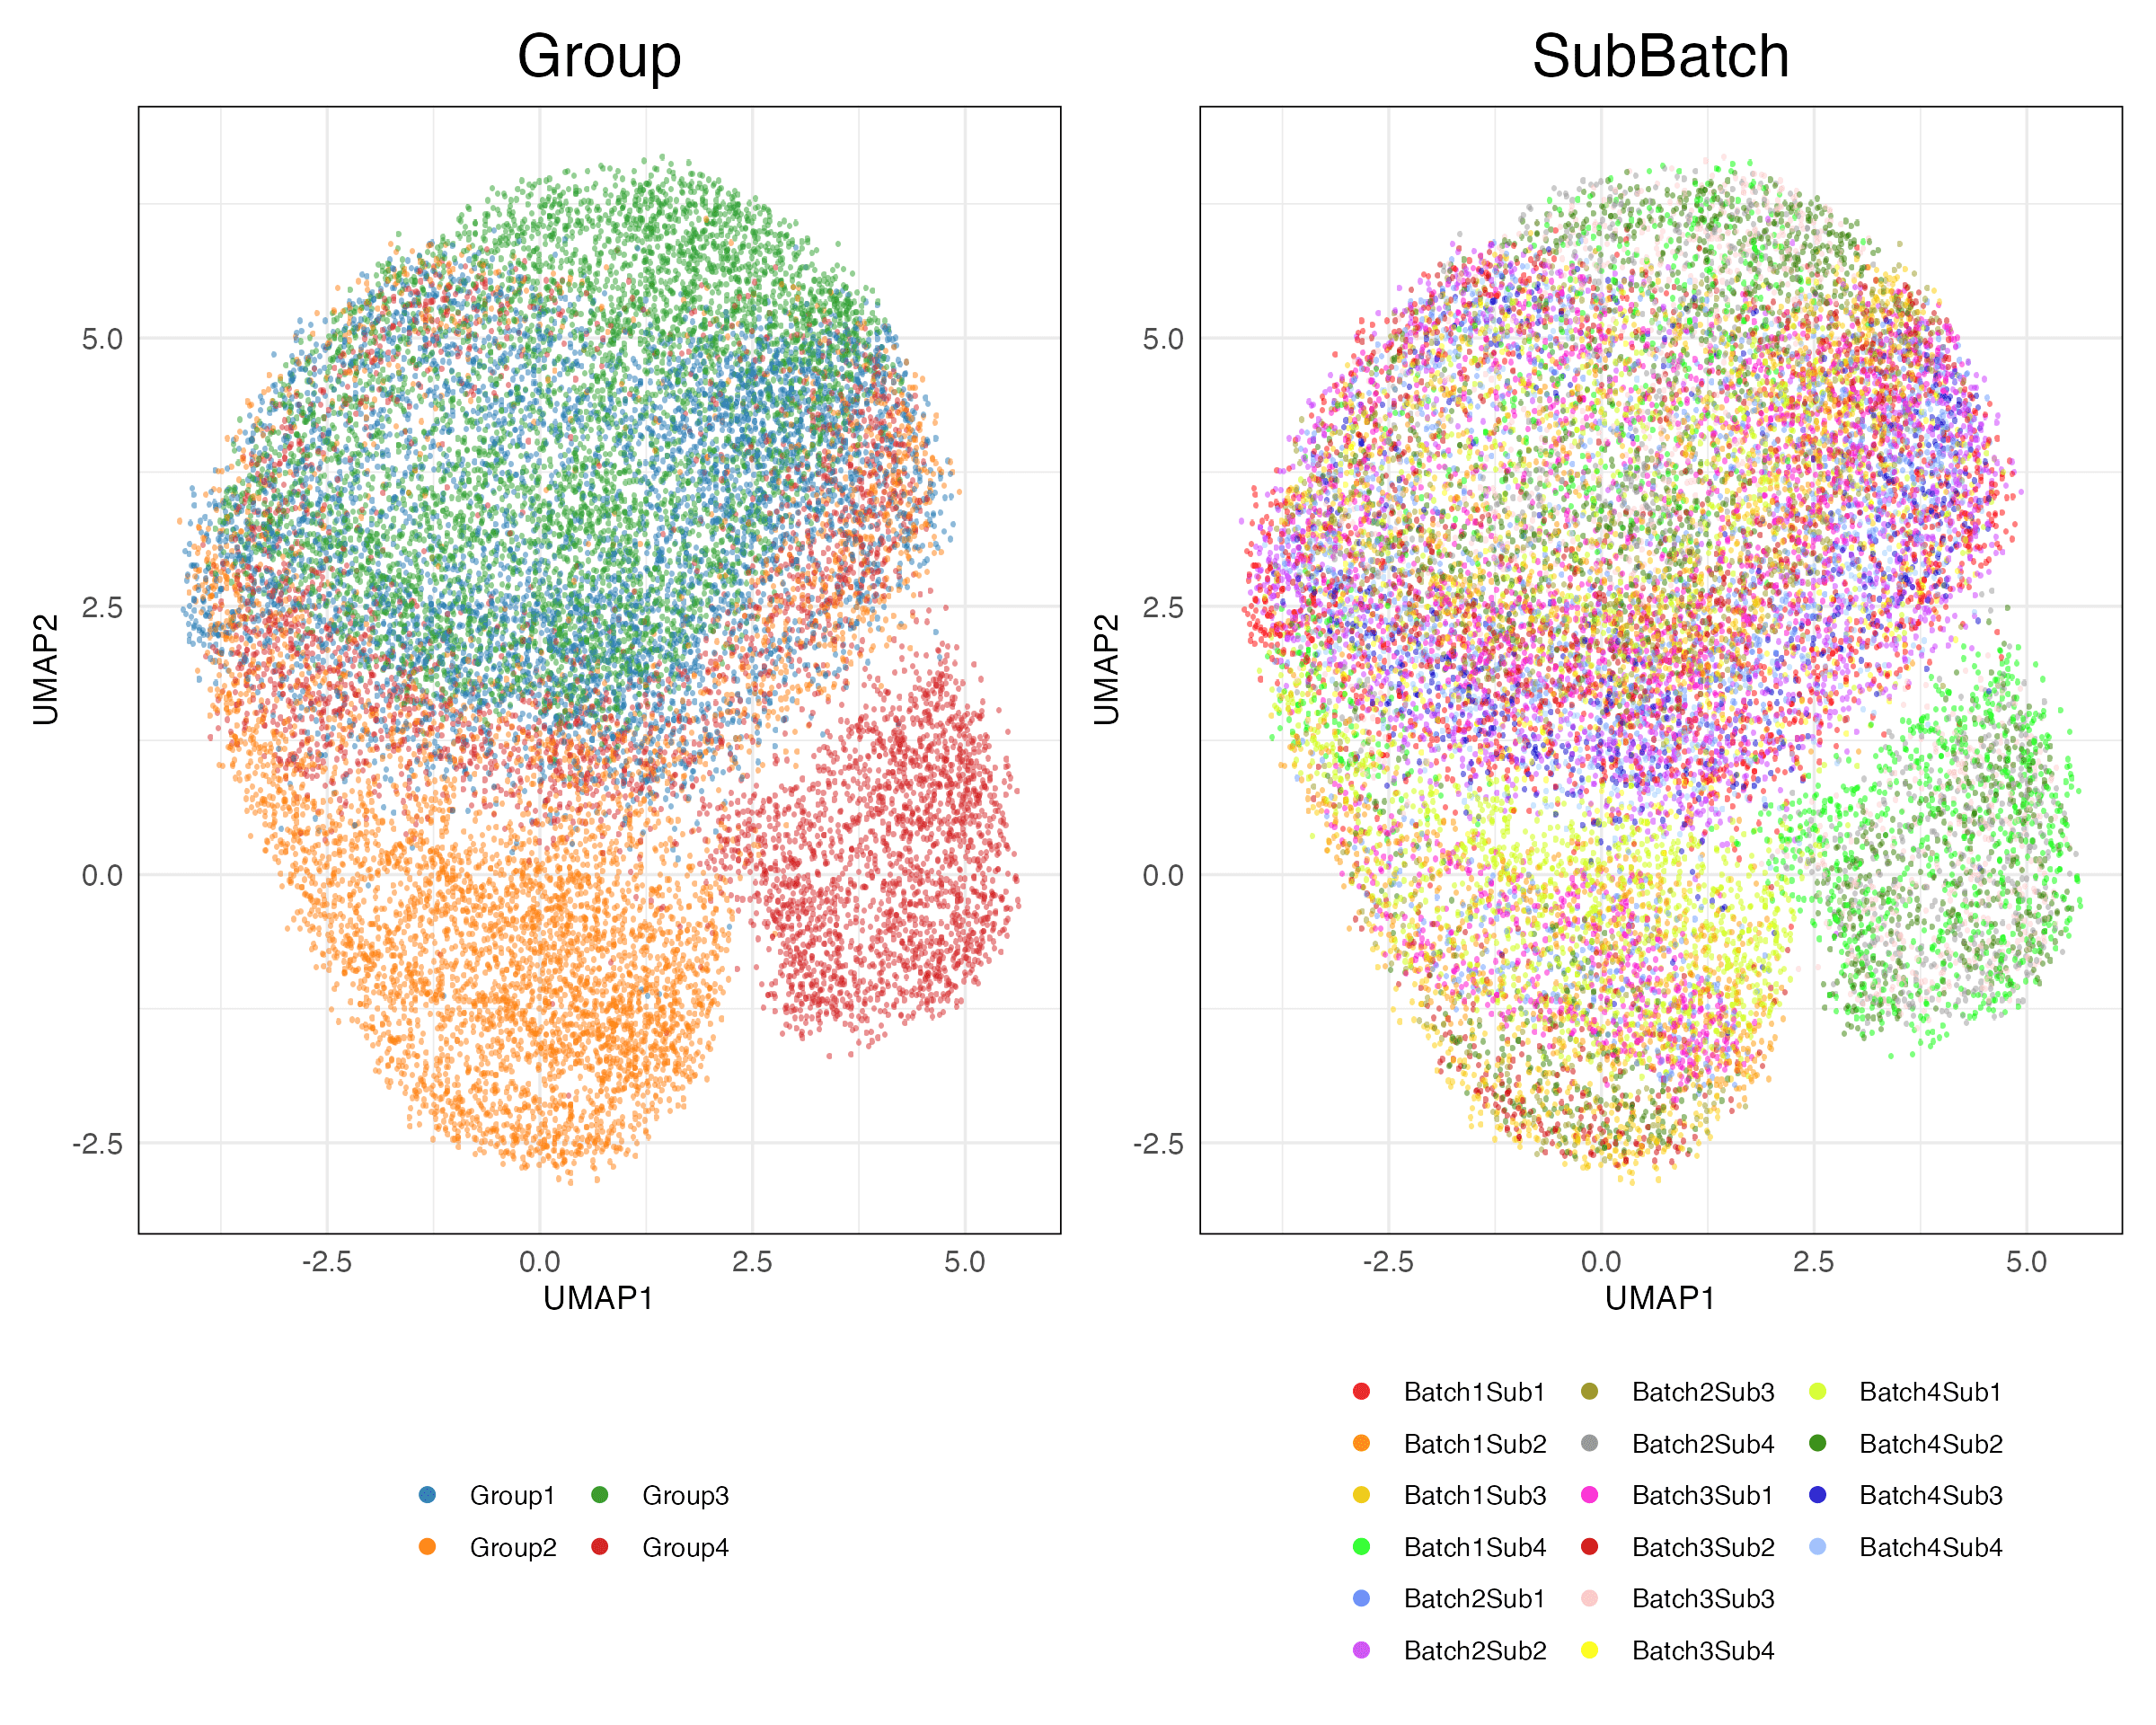 Group
SubBatch
5.0
2.5
0.0
-2.5
UMAP2
-2.5 0.0 2.5 5.0
UMAP1
5.0
2.5
0.0
-2.5
UMAP2
-2.5 0.0 2.5 5.0
UMAP1
Group1 Group3
Group2 Group4
Batch1Sub1 Batch2Sub3 Batch4Sub1
Batch1Sub2 Batch2Sub4 Batch4Sub2
Batch1Sub3 Batch3Sub1 Batch4Sub3
Batch1Sub4 Batch3Sub2 Batch4Sub4
Batch2Sub1 Batch3Sub3
Batch2Sub2 Batch3Sub4